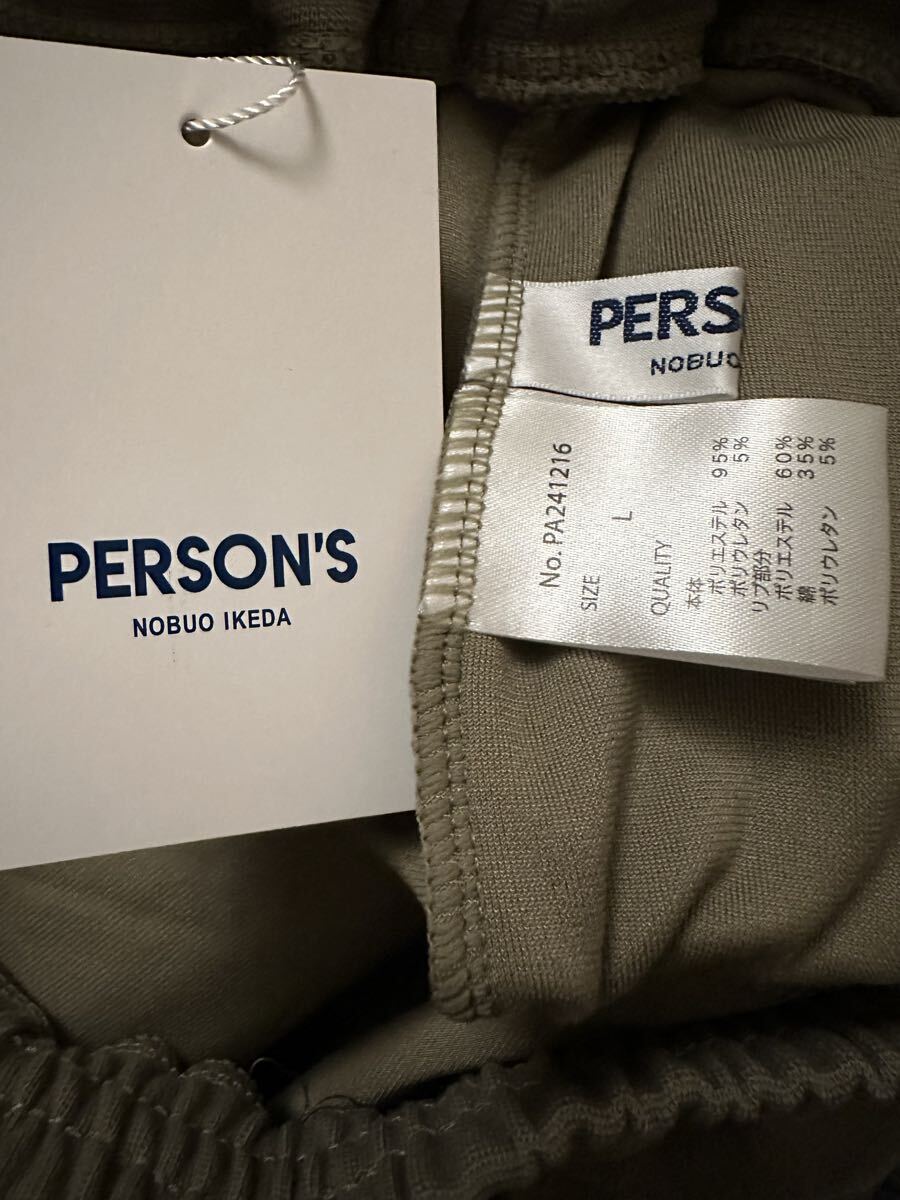 PERSON'S
NOBUO IKEDA
PERS
NOBUO
No.PA241216
SIZE
L
QUALITY
本体
ポリエステル 95%
ポリウレタン 5%
リブ部分
ポリエステル 60%
綿 35%
ポリウレタン 5%